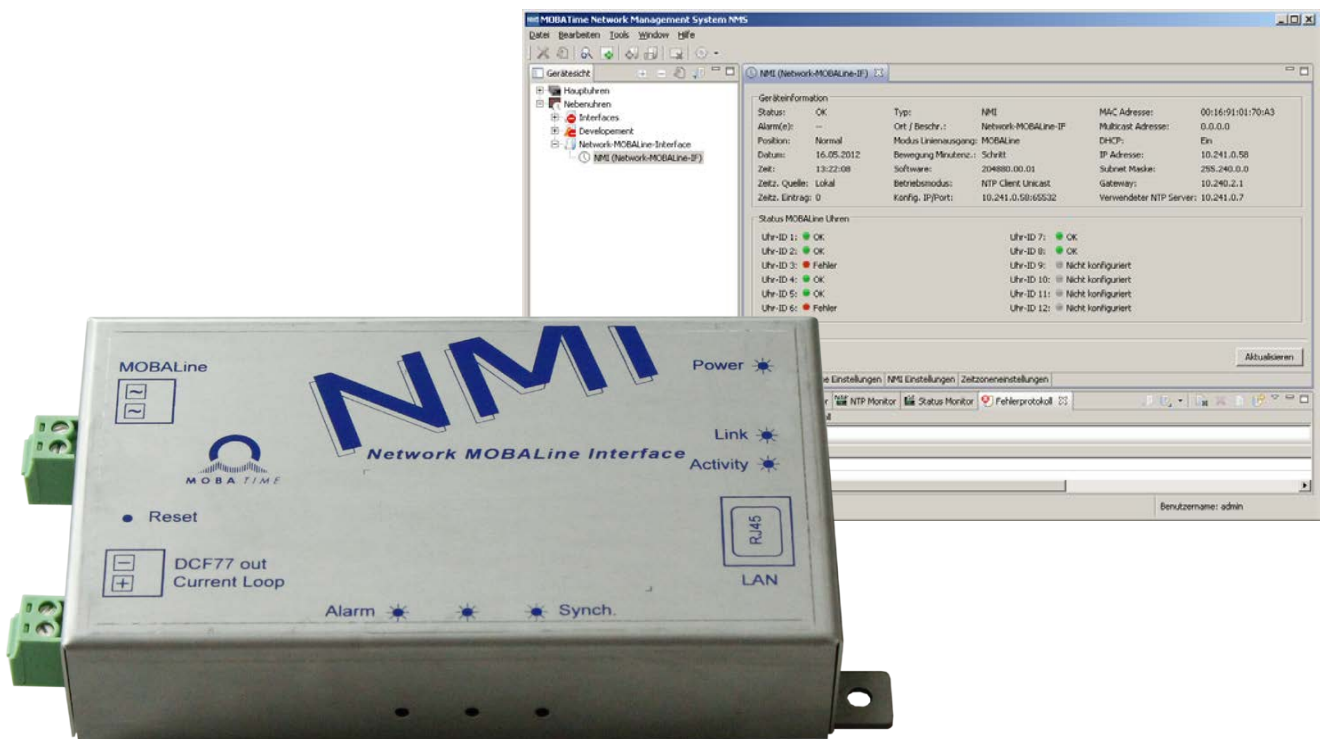 MOBATime Network Management System NMS
Datei Bearbeiten Tools Window Hilfe
Gerätesicht
Hauptuhren
Nebenuhren
Interfaces
Developement
Network-MOBALine-Interface
NMI (Network-MOBALine-IF)
NMI (Network-MOBALine-IF)
Geräteinformation
Status: OK Typ: NMI MAC Adresse: 00:16:91:01:70:A3
Alarm(e): -- Ort / Beschr.: Network-MOBALine-IF Multicast Adresse: 0.0.0.0
Position: Normal Modus Linienausgang: MOBALine DHCP: Ein
Datum: 16.05.2012 Bewegung Minutenz.: Schritt IP Adresse: 10.241.0.58
Zeit: 13:22:08 Software: 204880.00.01 Subnet Maske: 255.240.0.0
Zeitz. Quelle: Lokal Betriebsmodus: NTP Client Unicast Gateway: 10.240.2.1
Zeitz. Eintrag: 0 Konfig. IP/Port: 10.241.0.58:65532 Verwendeter NTP Server: 10.241.0.7
Status MOBALine Uhren
Uhr-ID 1: OK Uhr-ID 7: OK
Uhr-ID 2: OK Uhr-ID 8: OK
Uhr-ID 3: Fehler Uhr-ID 9: Nicht konfiguriert
Uhr-ID 4: OK Uhr-ID 10: Nicht konfiguriert
Uhr-ID 5: OK Uhr-ID 11: Nicht konfiguriert
Uhr-ID 6: Fehler Uhr-ID 12: Nicht konfiguriert
Aktualisieren
Einstellungen NMI Einstellungen Zeitzoneneinstellungen
NTP Monitor Status Monitor Fehlerprotokoll
Benutzername: admin
MOBALine
NMI
Network MOBALine Interface
MOBATIME
Power
Link
Activity
Reset
RJ45
LAN
DCF77 out
Current Loop
Alarm
Synch.